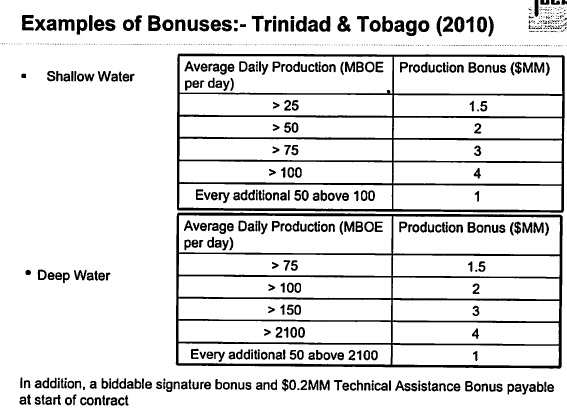 Examples of Bonuses:- Trinidad & Tobago (2010)
▪ Shallow Water
Average Daily Production (MBOE per day) Production Bonus ($MM)
> 25 1.5
> 50 2
> 75 3
> 100 4
Every additional 50 above 100 1
• Deep Water
Average Daily Production (MBOE per day) Production Bonus ($MM)
> 75 1.5
> 100 2
> 150 3
> 2100 4
Every additional 50 above 2100 1
In addition, a biddable signature bonus and $0.2MM Technical Assistance Bonus payable
at start of contract